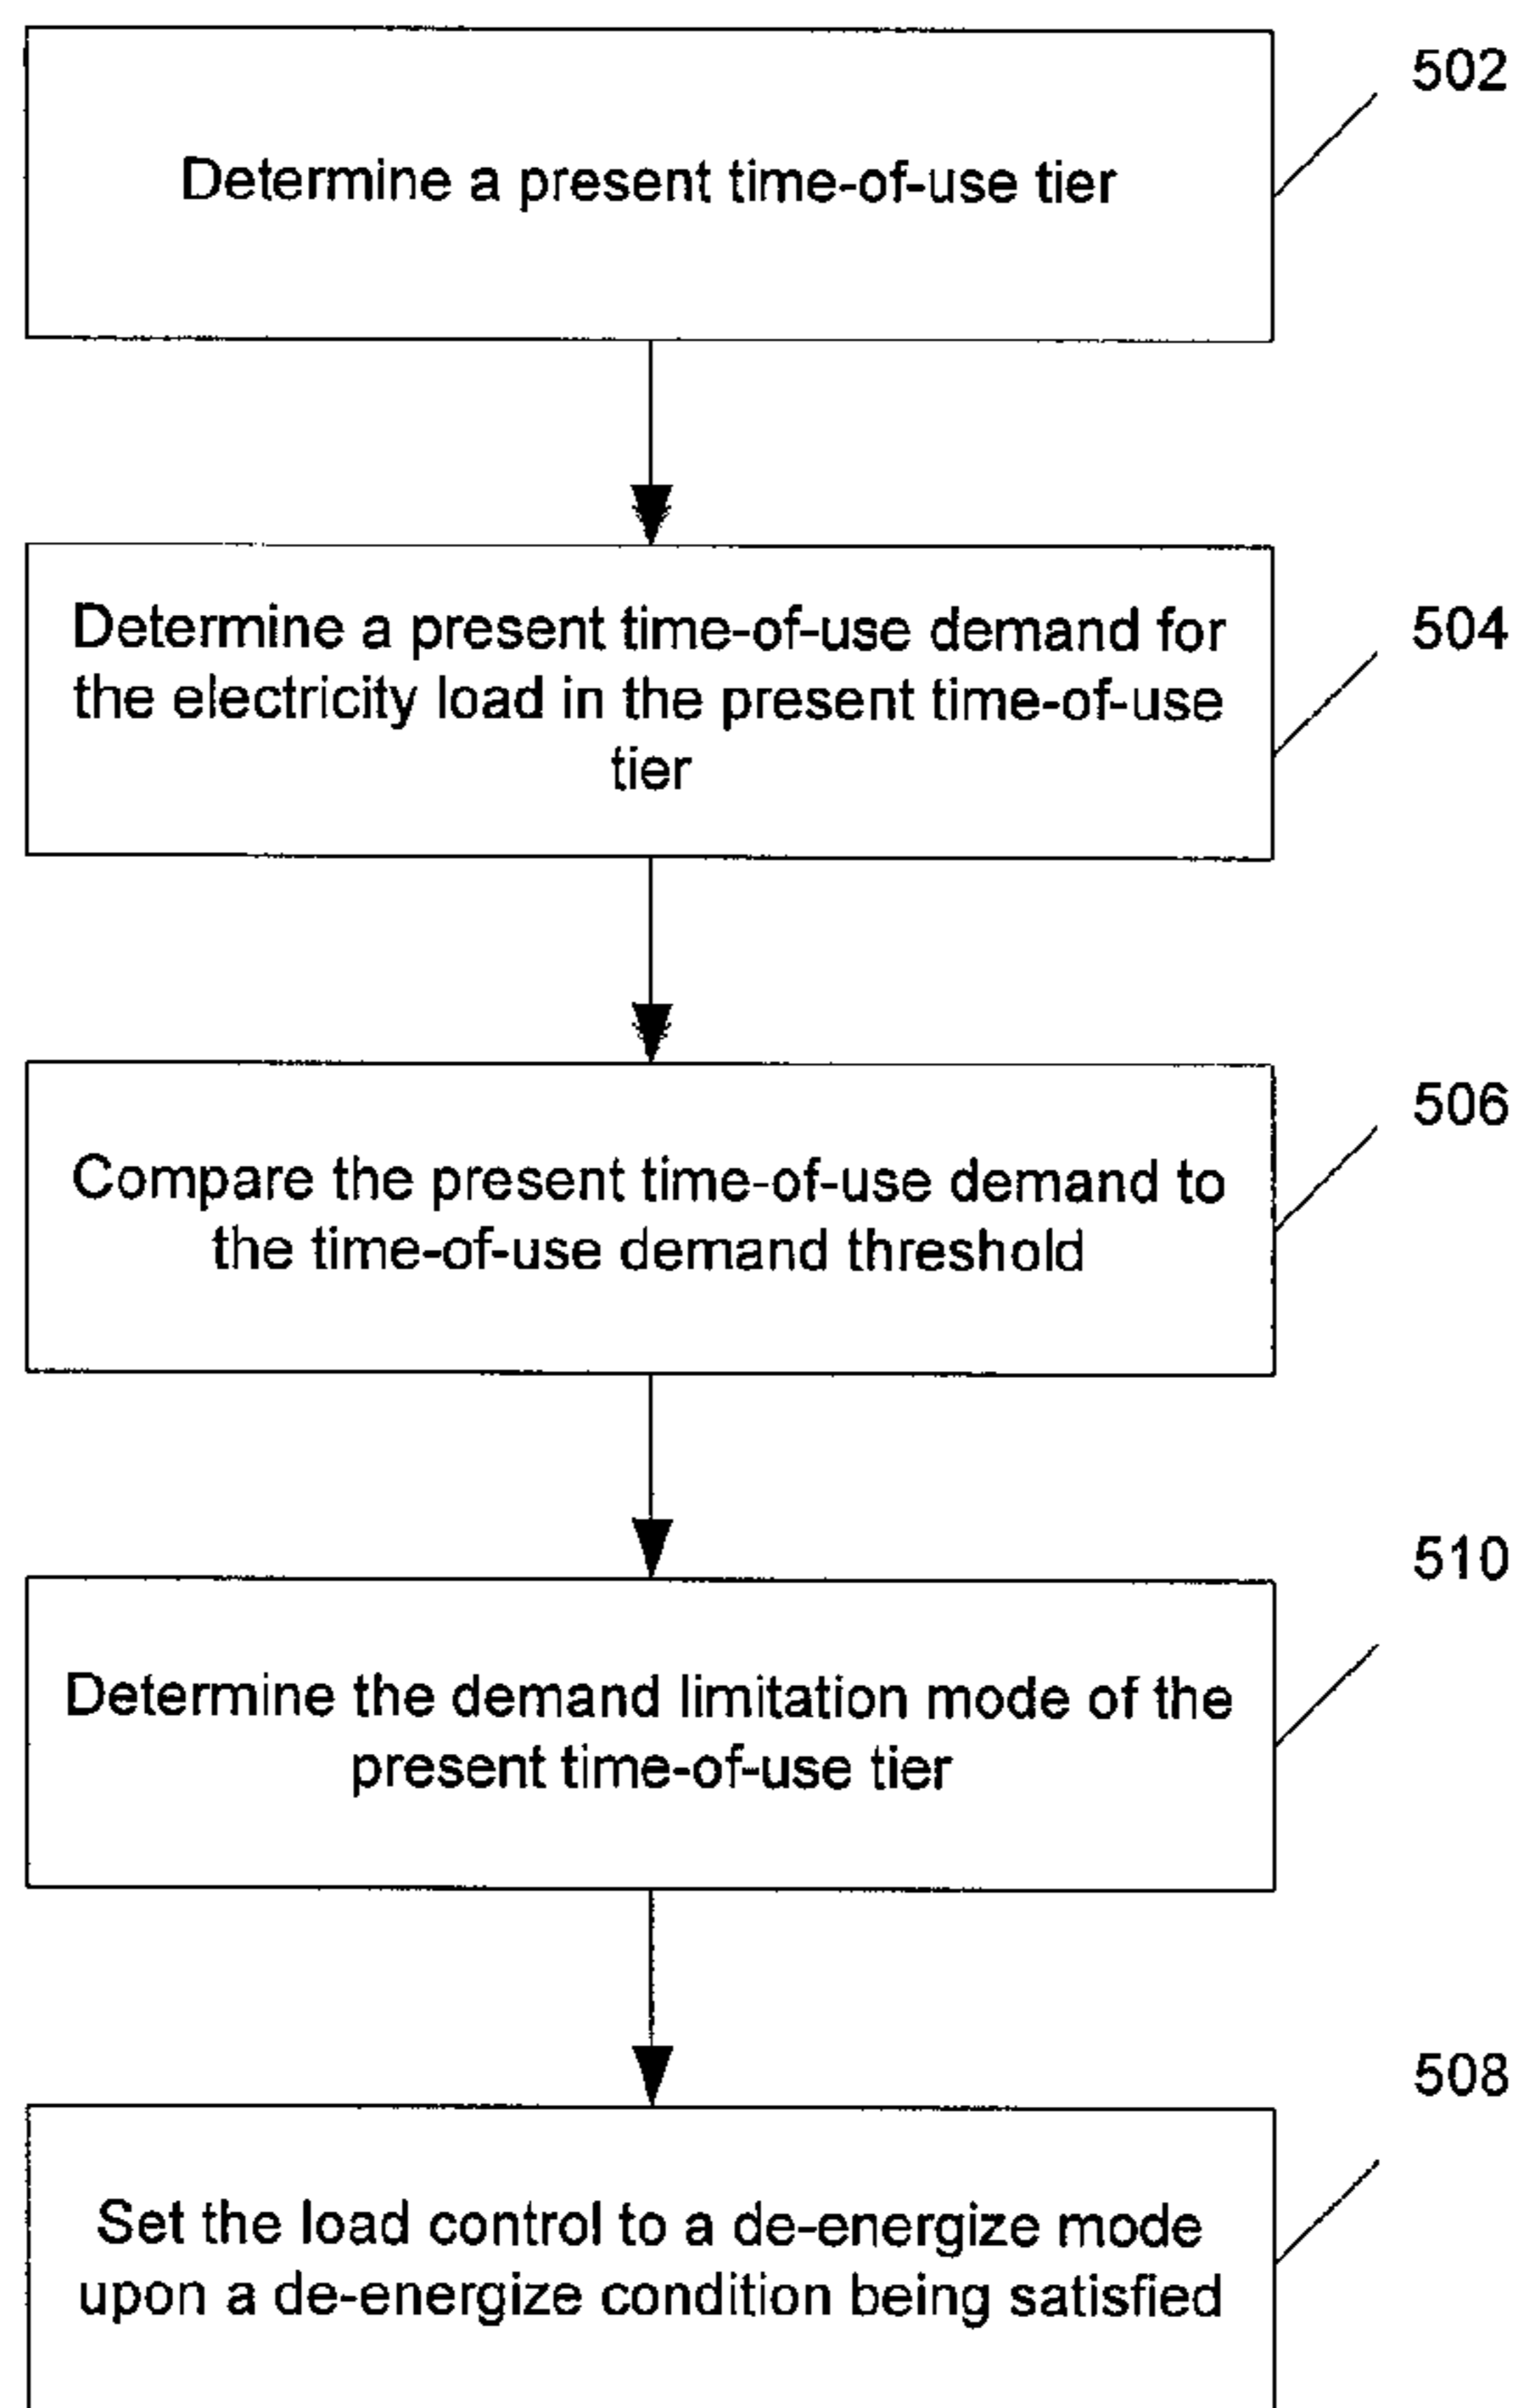 502
Determine a present time-of-use tier
504
Determine a present time-of-use demand for
the electricity load in the present time-of-use
tier
506
Compare the present time-of-use demand to
the time-of-use demand threshold
510
Determine the demand limitation mode of the
present time-of-use tier
508
Set the load control to a de-energize mode
upon a de-energize condition being satisfied